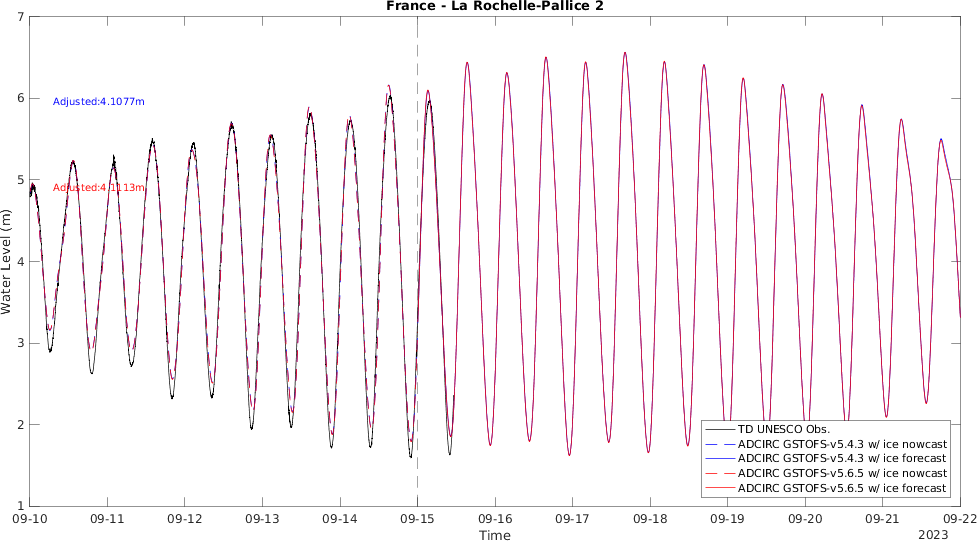 France - La Rochelle-Pallice 2
Water Level (m)
7
6
5
4
3
2
1
Adjusted:4.1077m
Adjusted:4.1113m
TD UNESCO Obs.
ADCIRC GSTOFS-v5.4.3 w/ ice nowcast
ADCIRC GSTOFS-v5.4.3 w/ ice forecast
ADCIRC GSTOFS-v5.6.5 w/ ice nowcast
ADCIRC GSTOFS-v5.6.5 w/ ice forecast
09-10 09-11 09-12 09-13 09-14 09-15 09-16 09-17 09-18 09-19 09-20 09-21 09-22
Time
2023